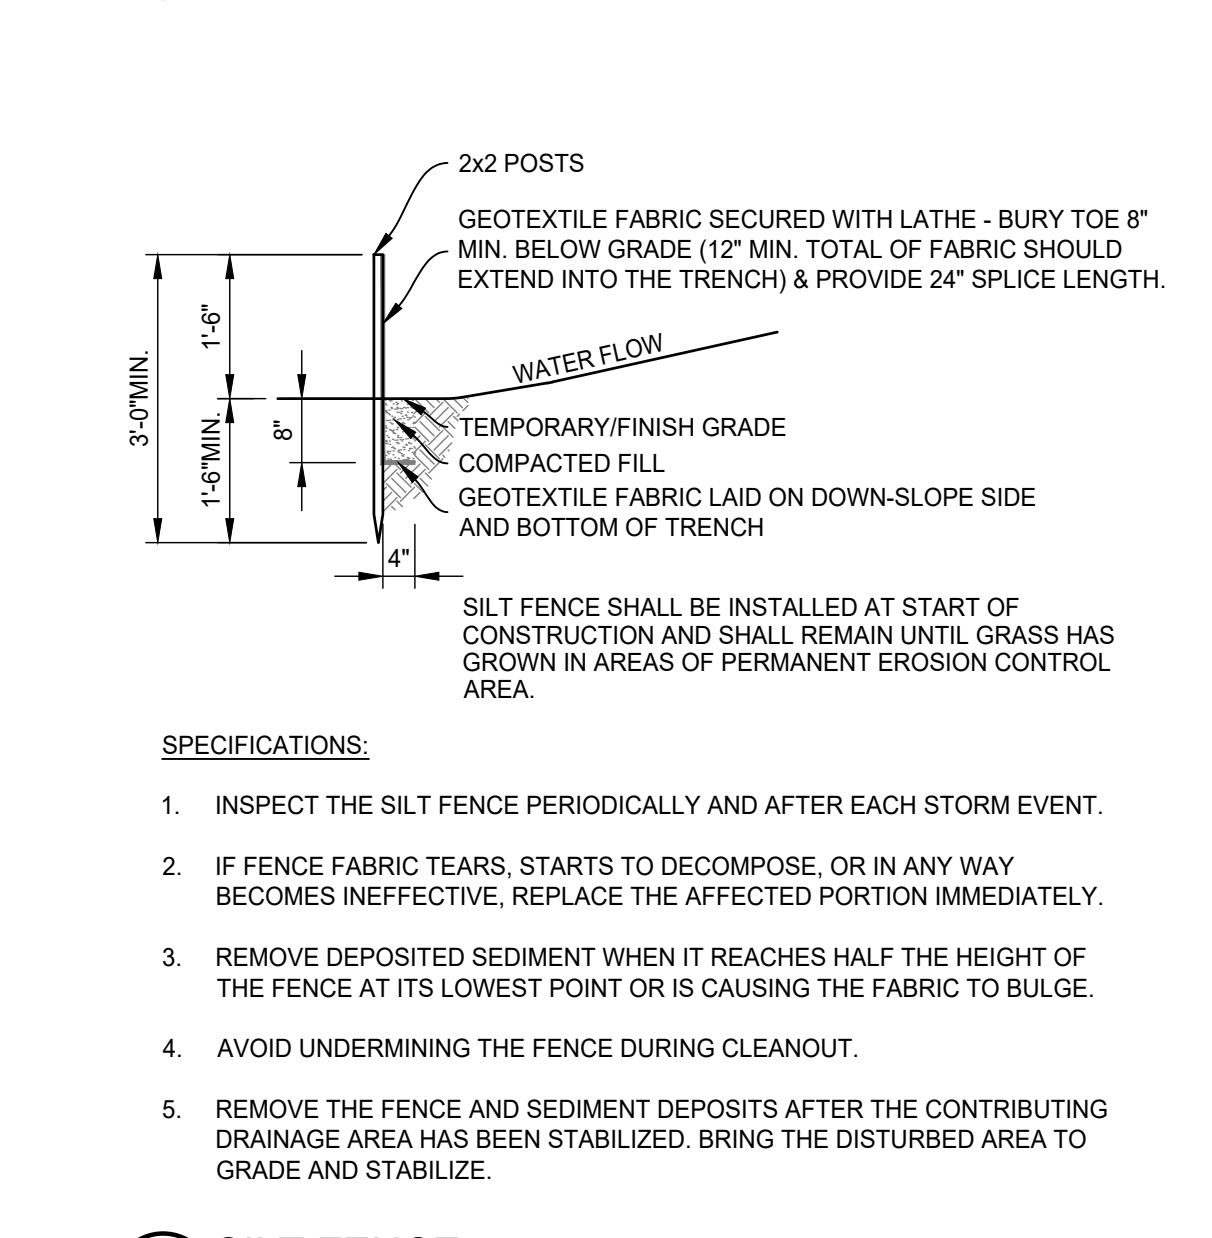 2x2 POSTS
GEOTEXTILE FABRIC SECURED WITH LATHE - BURY TOE 8"
MIN. BELOW GRADE (12" MIN. TOTAL OF FABRIC SHOULD
EXTEND INTO THE TRENCH) & PROVIDE 24" SPLICE LENGTH.
3'-0"MIN.
1'-6"
1'-6"MIN.
8"
4"
WATER FLOW
TEMPORARY/FINISH GRADE
COMPACTED FILL
GEOTEXTILE FABRIC LAID ON DOWN-SLOPE SIDE
AND BOTTOM OF TRENCH
SILT FENCE SHALL BE INSTALLED AT START OF
CONSTRUCTION AND SHALL REMAIN UNTIL GRASS HAS
GROWN IN AREAS OF PERMANENT EROSION CONTROL
AREA.
SPECIFICATIONS:
1. INSPECT THE SILT FENCE PERIODICALLY AND AFTER EACH STORM EVENT.
2. IF FENCE FABRIC TEARS, STARTS TO DECOMPOSE, OR IN ANY WAY
BECOMES INEFFECTIVE, REPLACE THE AFFECTED PORTION IMMEDIATELY.
3. REMOVE DEPOSITED SEDIMENT WHEN IT REACHES HALF THE HEIGHT OF
THE FENCE AT ITS LOWEST POINT OR IS CAUSING THE FABRIC TO BULGE.
4. AVOID UNDERMINING THE FENCE DURING CLEANOUT.
5. REMOVE THE FENCE AND SEDIMENT DEPOSITS AFTER THE CONTRIBUTING
DRAINAGE AREA HAS BEEN STABILIZED. BRING THE DISTURBED AREA TO
GRADE AND STABILIZE.